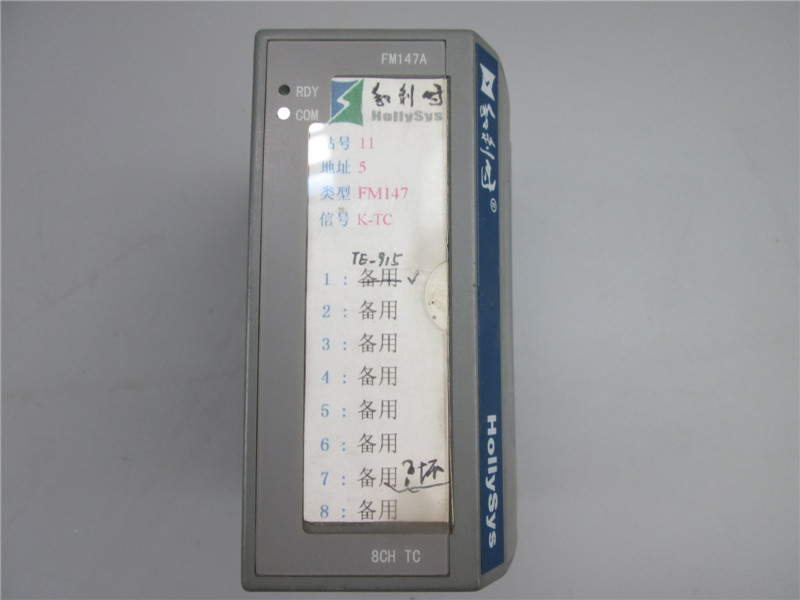 FM147A
RDY
COM
和利时
HollySys
站号 11
地址 5
类型 FM147
信号 K-TC
TE-915
1：备用 ✓
2：备用
3：备用
4：备用
5：备用
6：备用
7：备用 坏
8：备用
8CH TC
和利时®
HollySys